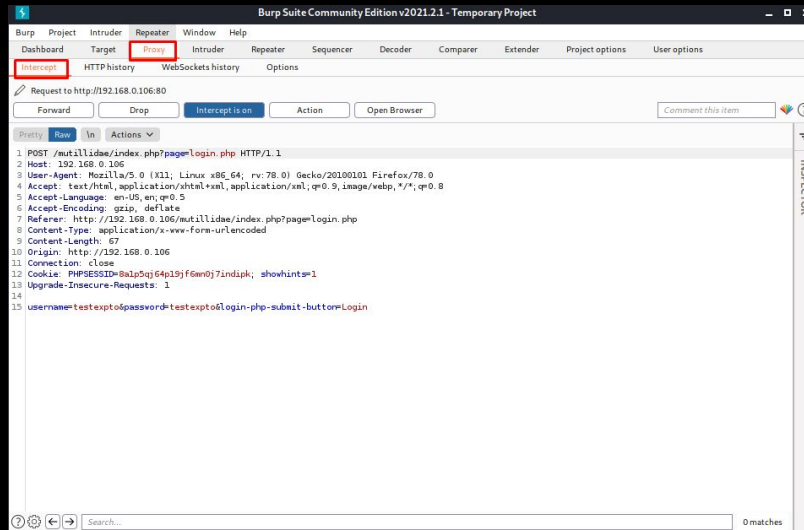 Burp Suite Community Edition v2021.2.1 - Temporary Project
Burp Project Intruder Repeater Window Help
Dashboard Target Proxy Intruder Repeater Sequencer Decoder Comparer Extender Project options User options
Intercept HTTP history WebSockets history Options
Request to http://192.168.0.106:80
Forward Drop Intercept is on Action Open Browser Comment this item
Pretty Raw \n Actions
INSPECTOR
1 POST /mutillidae/index.php?page=login.php HTTP/1.1
2 Host: 192.168.0.106
3 User-Agent: Mozilla/5.0 (X11; Linux x86_64; rv:78.0) Gecko/20100101 Firefox/78.0
4 Accept: text/html,application/xhtml+xml,application/xml;q=0.9,image/webp,*/*;q=0.8
5 Accept-Language: en-US,en;q=0.5
6 Accept-Encoding: gzip, deflate
7 Referer: http://192.168.0.106/mutillidae/index.php?page=login.php
8 Content-Type: application/x-www-form-urlencoded
9 Content-Length: 67
10 Origin: http://192.168.0.106
11 Connection: close
12 Cookie: PHPSESSID=8a1p5qj64p19jf6mn0j7indipk; showhints=1
13 Upgrade-Insecure-Requests: 1
14
15 username=testexpto&password=testexpto&login-php-submit-button=Login
Search... 0 matches